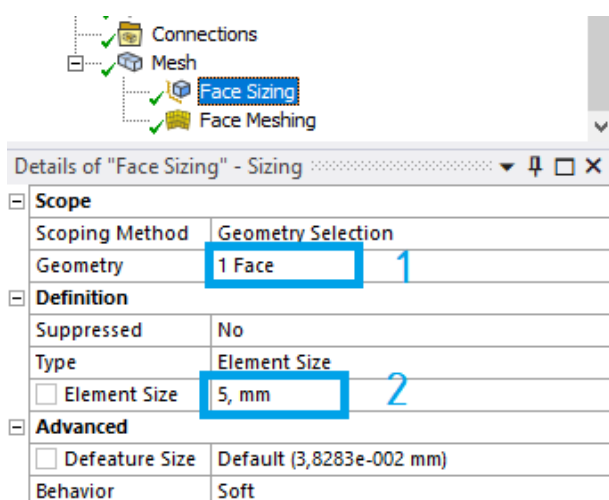 Connections
Mesh
Face Sizing
Face Meshing
Details of "Face Sizing" - Sizing
Scope
Scoping Method Geometry Selection
Geometry 1 Face 1
Definition
Suppressed No
Type Element Size
Element Size 5, mm 2
Advanced
Defeature Size Default (3,8283e-002 mm)
Behavior Soft